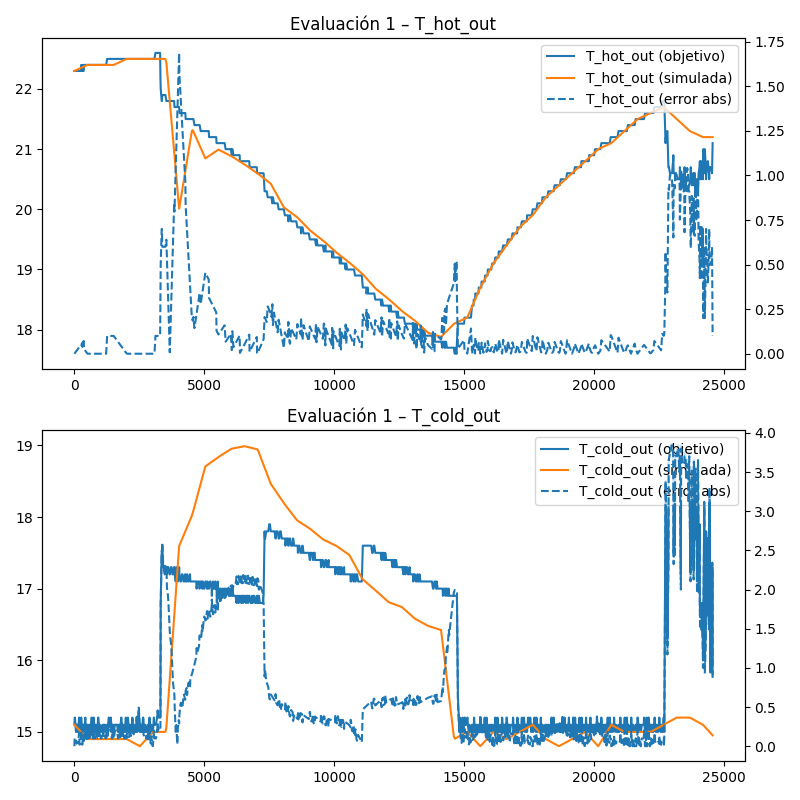 Evaluación 1 – T_hot_out
T_hot_out (objetivo)
T_hot_out (simulada)
T_hot_out (error abs)
22
21
20
19
18
1.75
1.50
1.25
1.00
0.75
0.50
0.25
0.00
0 5000 10000 15000 20000 25000
Evaluación 1 – T_cold_out
T_cold_out (objetivo)
T_cold_out (simulada)
T_cold_out (error abs)
19
18
17
16
15
4.0
3.5
3.0
2.5
2.0
1.5
1.0
0.5
0.0
0 5000 10000 15000 20000 25000